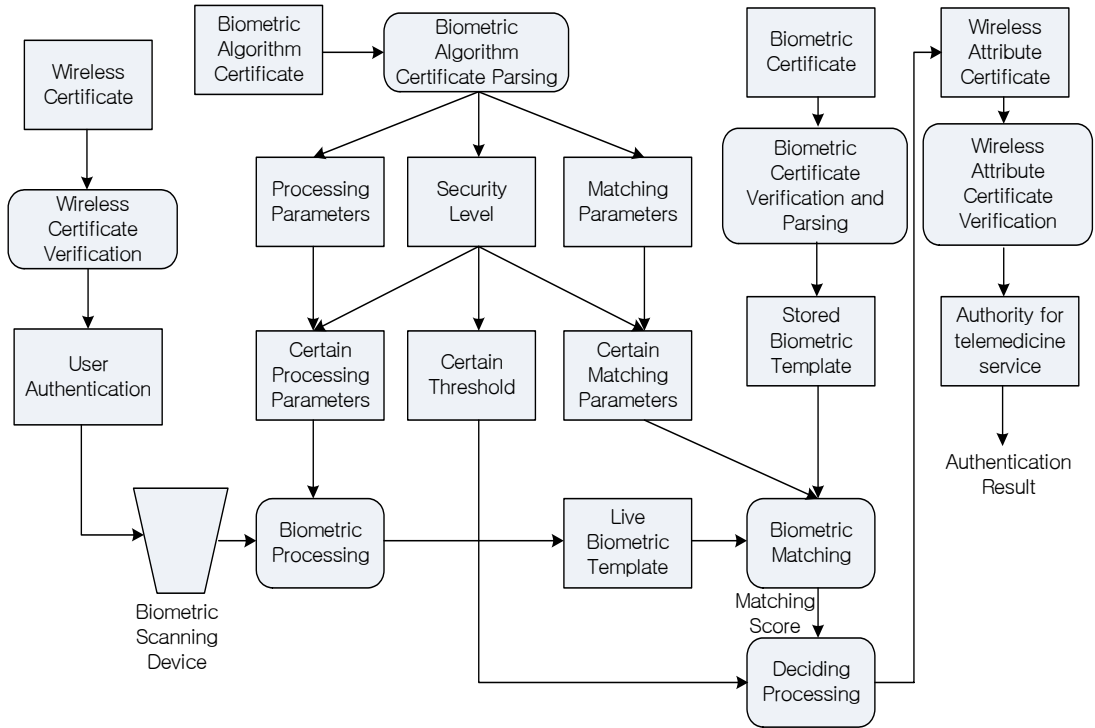 Wireless
Certificate
Wireless
Certificate
Verification
User
Authentication
Biometric
Scanning
Device
Biometric
Algorithm
Certificate
Biometric
Algorithm
Certificate Parsing
Processing
Parameters
Security
Level
Matching
Parameters
Certain
Processing
Parameters
Certain
Threshold
Certain
Matching
Parameters
Biometric
Processing
Live
Biometric
Template
Biometric
Certificate
Biometric
Certificate
Verification and
Parsing
Stored
Biometric
Template
Biometric
Matching
Matching
Score
Deciding
Processing
Wireless
Attribute
Certificate
Wireless
Attribute
Certificate
Verification
Authority for
telemedicine
service
Authentication
Result